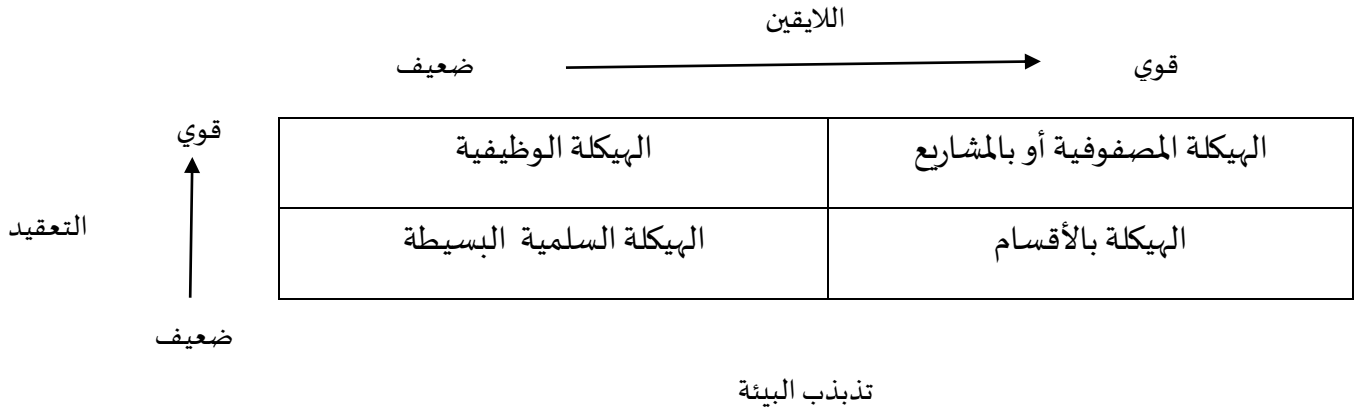 اللايقين
قوي ضعيف
قوي
الهيكلة المصفوفية أو بالمشاريع الهيكلة الوظيفية
التعقيد
الهيكلة بالأقسام الهيكلة السلمية البسيطة
ضعيف
تذبذب البيئة